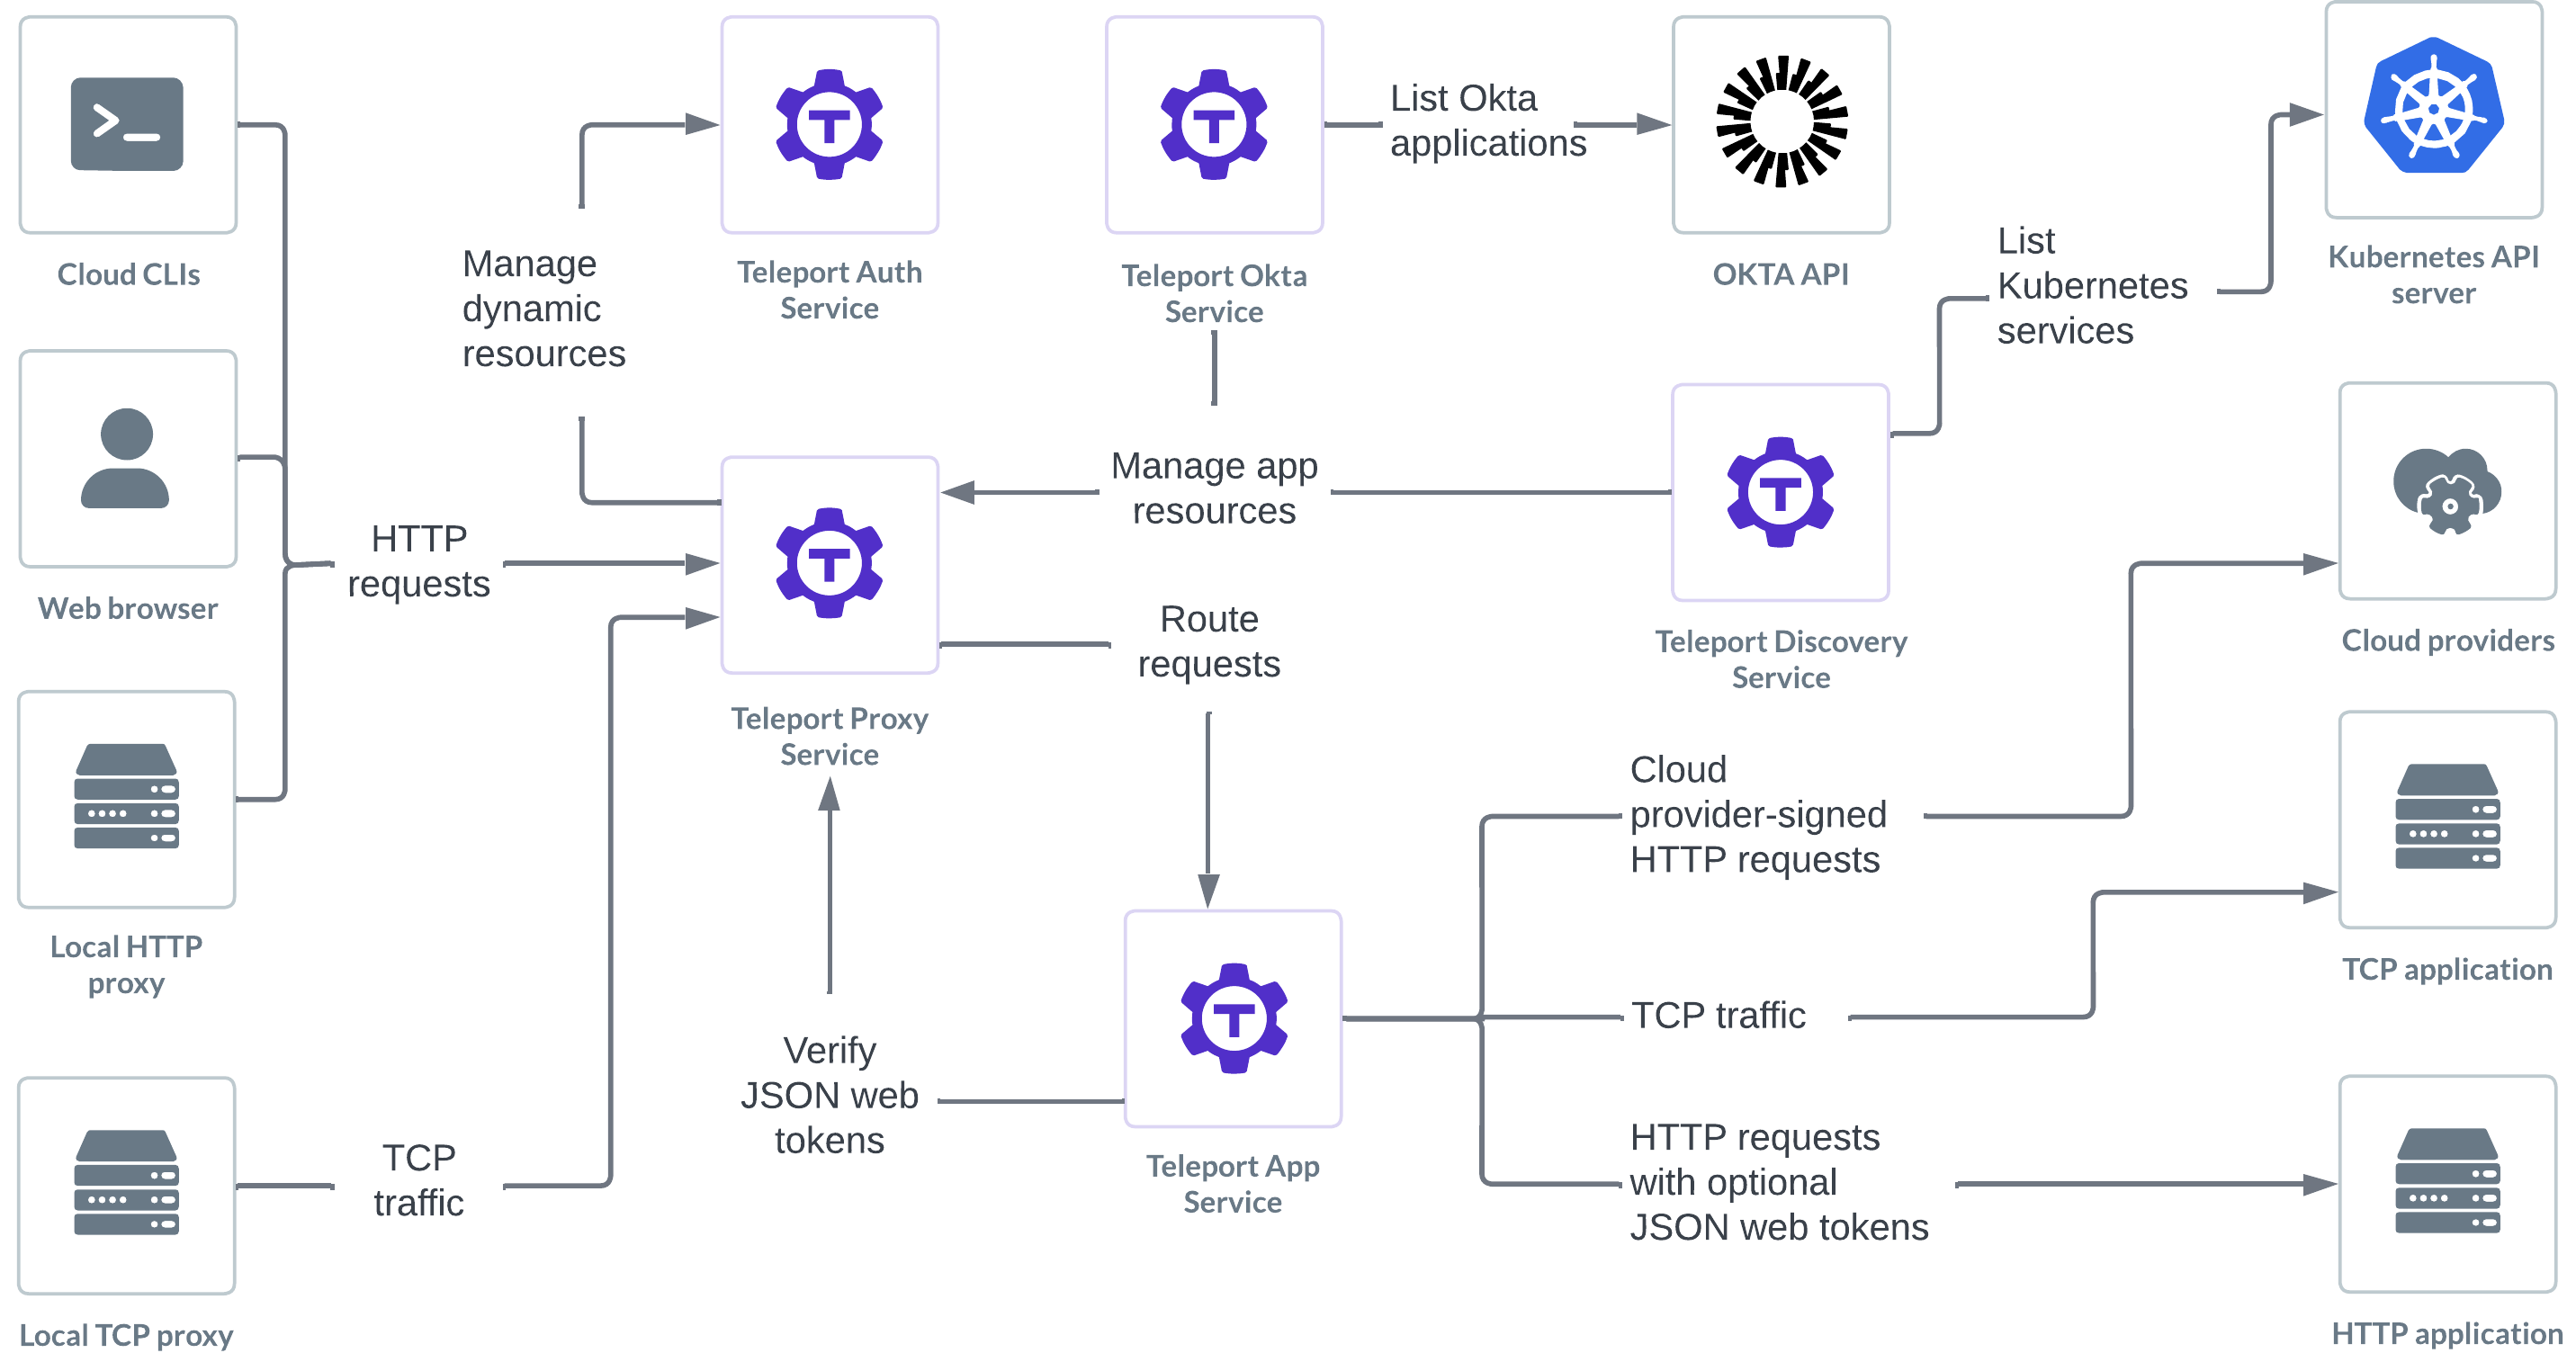 Cloud CLIs
Web browser
Local HTTP
proxy
Local TCP proxy
HTTP
requests
TCP
traffic
Manage
dynamic
resources
Teleport Auth
Service
Teleport Proxy
Service
Verify
JSON web
tokens
Teleport Okta
Service
List Okta
applications
OKTA API
Manage app
resources
Route
requests
Teleport App
Service
Teleport Discovery
Service
List
Kubernetes
services
Kubernetes API
server
Cloud
provider-signed
HTTP requests
Cloud providers
TCP traffic
TCP application
HTTP requests
with optional
JSON web tokens
HTTP application